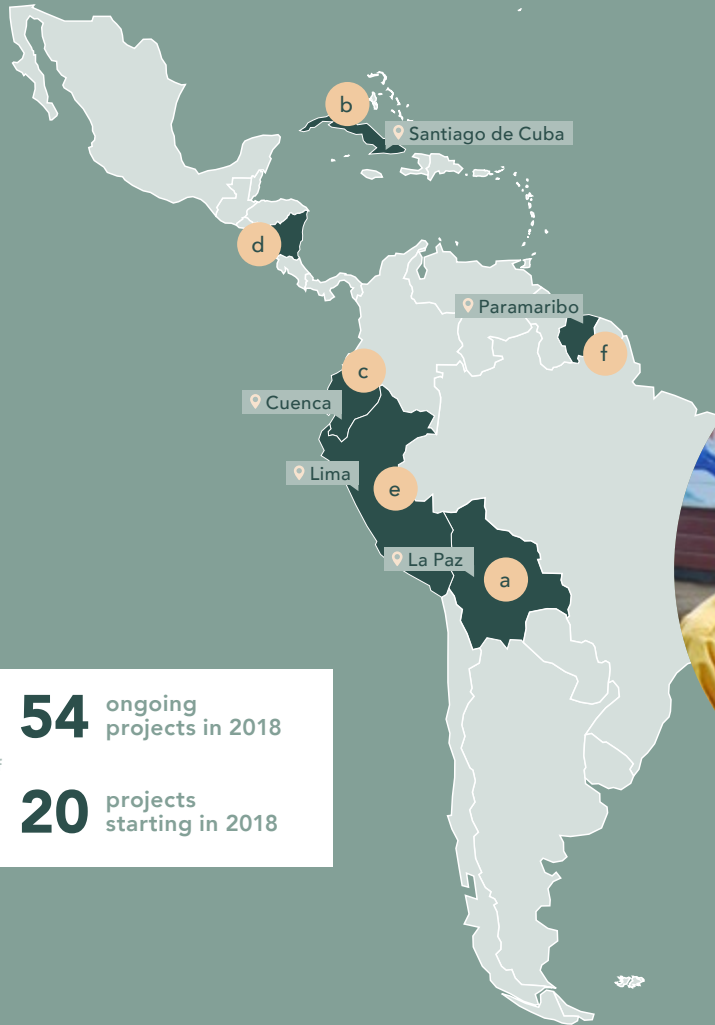 b
Santiago de Cuba
d
Paramaribo
f
c
Cuenca
Lima
e
La Paz
a
54 ongoing
projects in 2018
20 projects
starting in 2018